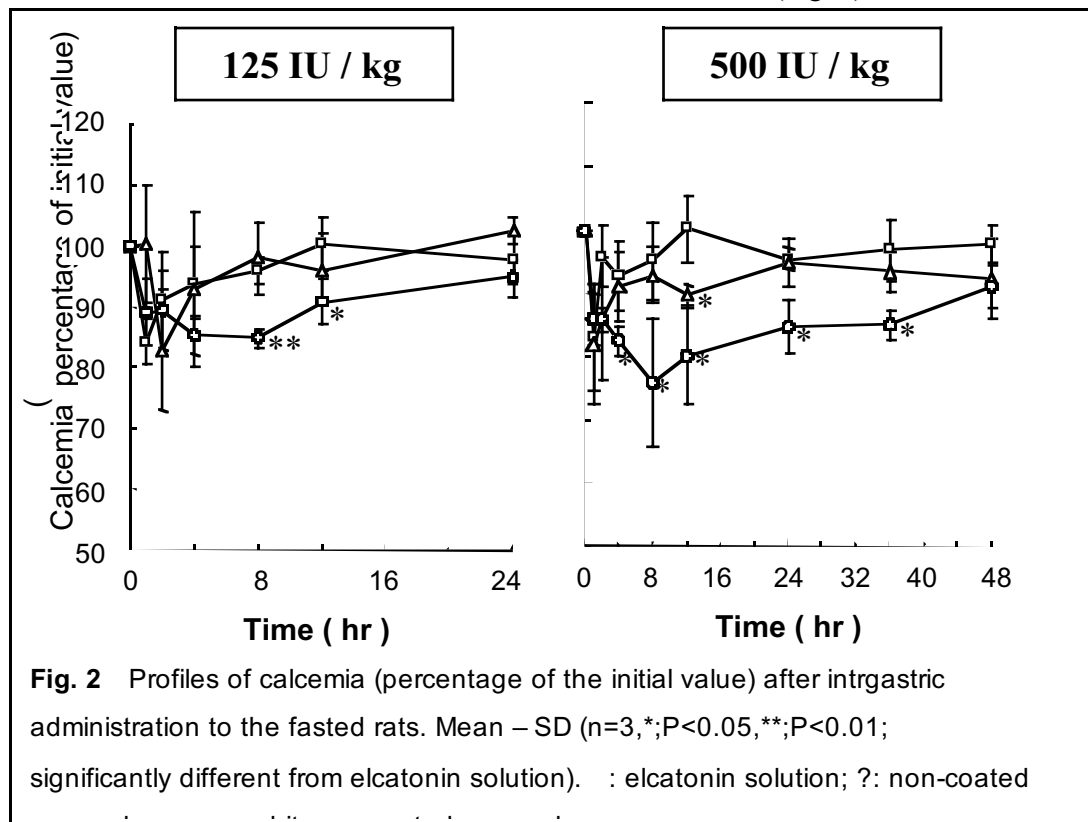 125 IU / kg
500 IU / kg
Calcemia ( percentage of initial value)
120
110
100
90
80
70
60
50
0 8 16 24
0 8 16 24 32 40 48
* *
*
*
*
*
*
*
*
Time ( hr )
Time ( hr )
Fig. 2 Profiles of calcemia (percentage of the initial value) after intrgastric
administration to the fasted rats. Mean – SD (n=3,*;P<0.05,**;P<0.01;
significantly different from elcatonin solution). : elcatonin solution; ?: non-coated